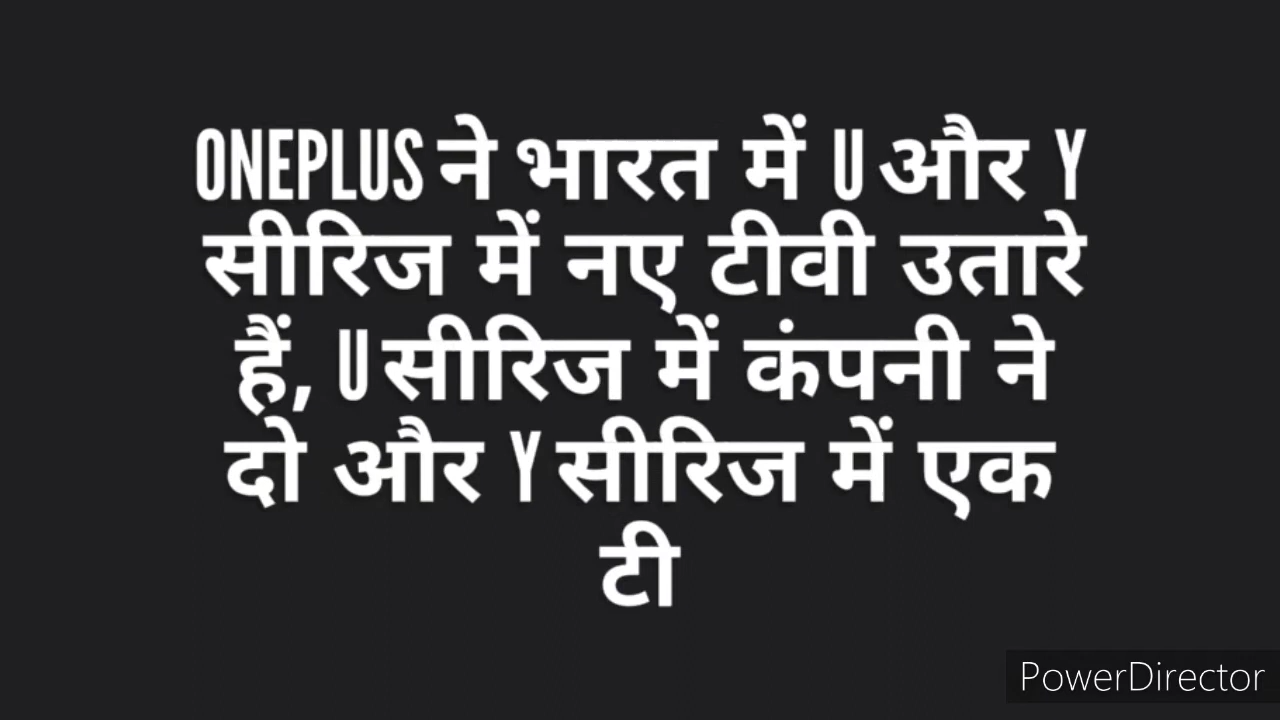 ONEPLUS ने भारत में U और Y
सीरिज में नए टीवी उतारे
हैं, U सीरिज में कंपनी ने
दो और Y सीरिज में एक
टी
PowerDirector